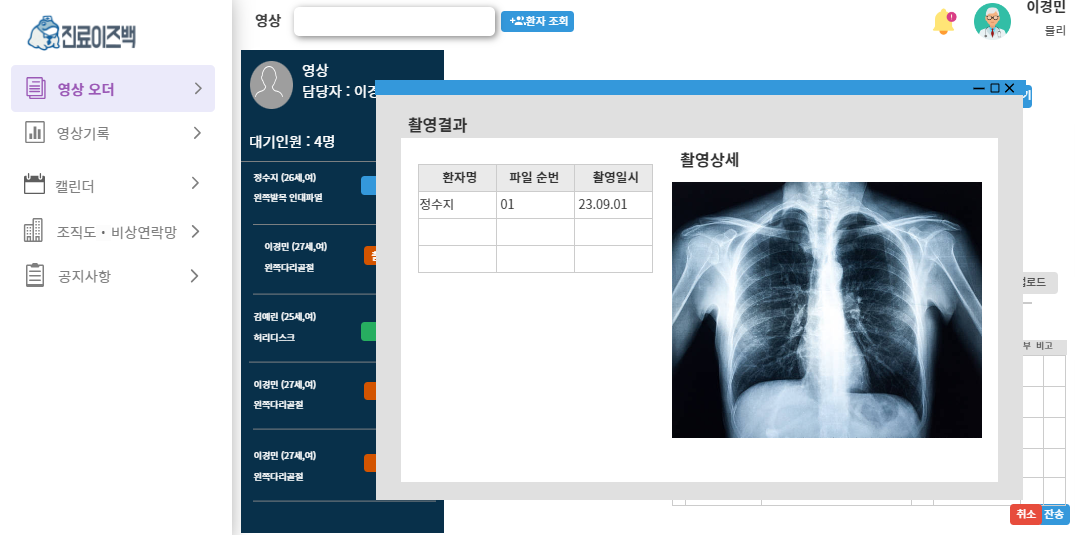 진료이즈백
영상 오더
영상기록
캘린더
조직도·비상연락망
공지사항
영상
+환자 조회
1
이경민
물리
영상
담당자 : 이경
대기인원 : 4명
정수지 (26세,여)
왼쪽발목 인대파열
이경민 (27세,여)
왼쪽다리골절
김예린 (25세,여)
허리디스크
이경민 (27세,여)
왼쪽다리골절
이경민 (27세,여)
왼쪽다리골절
촬영결과
환자명 파일 순번 촬영일시
정수지 01 23.09.01
촬영상세
로드
부 비고
취소 잔송